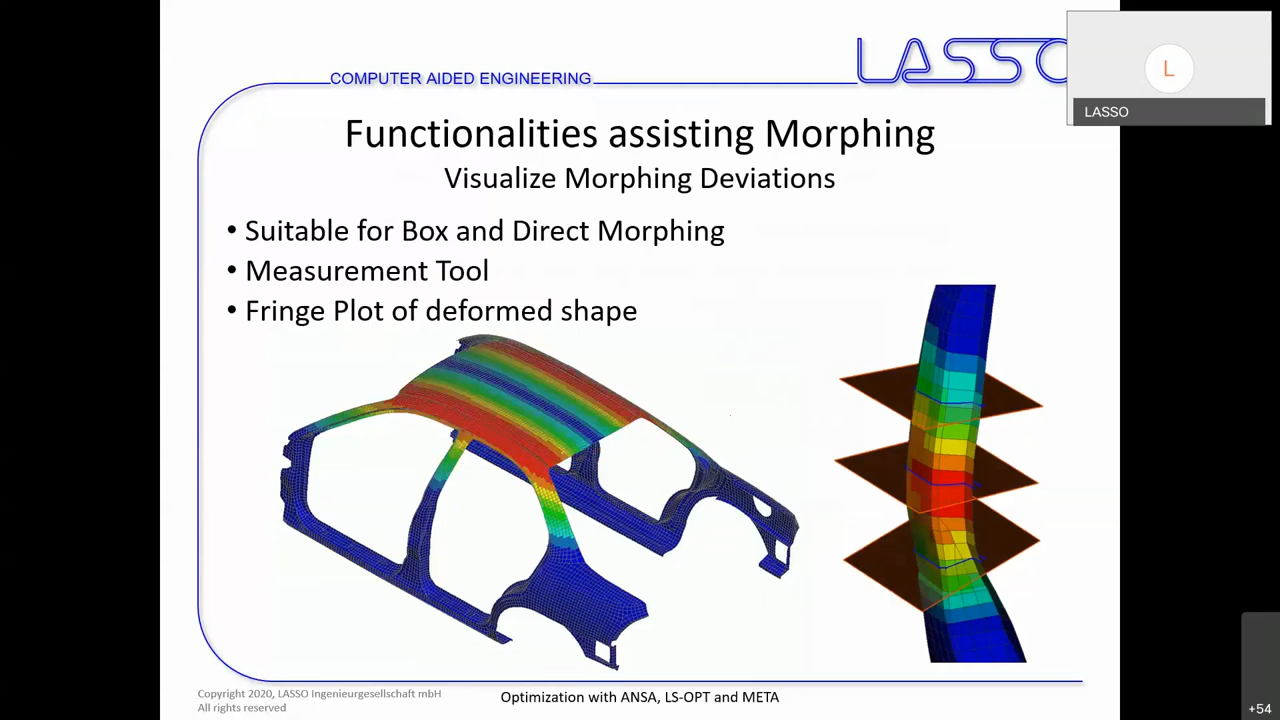 LASSO
COMPUTER AIDED ENGINEERING
L
LASSO
Functionalities assisting Morphing
Visualize Morphing Deviations
• Suitable for Box and Direct Morphing
• Measurement Tool
• Fringe Plot of deformed shape
Copyright 2020, LASSO Ingenieurgesellschaft mbH
All rights reserved
Optimization with ANSA, LS-OPT and META
+54